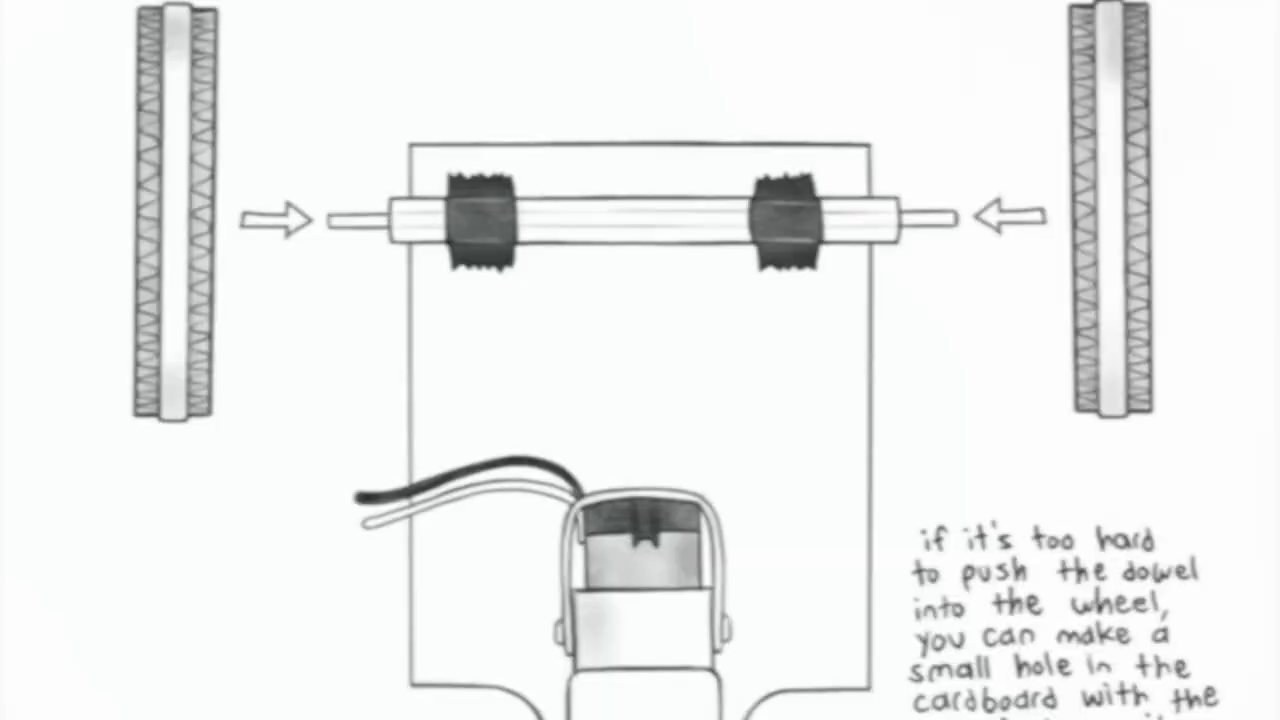 if it's too hard
to push the dowel
into the wheel,
you can make a
small hole in the
cardboard with the